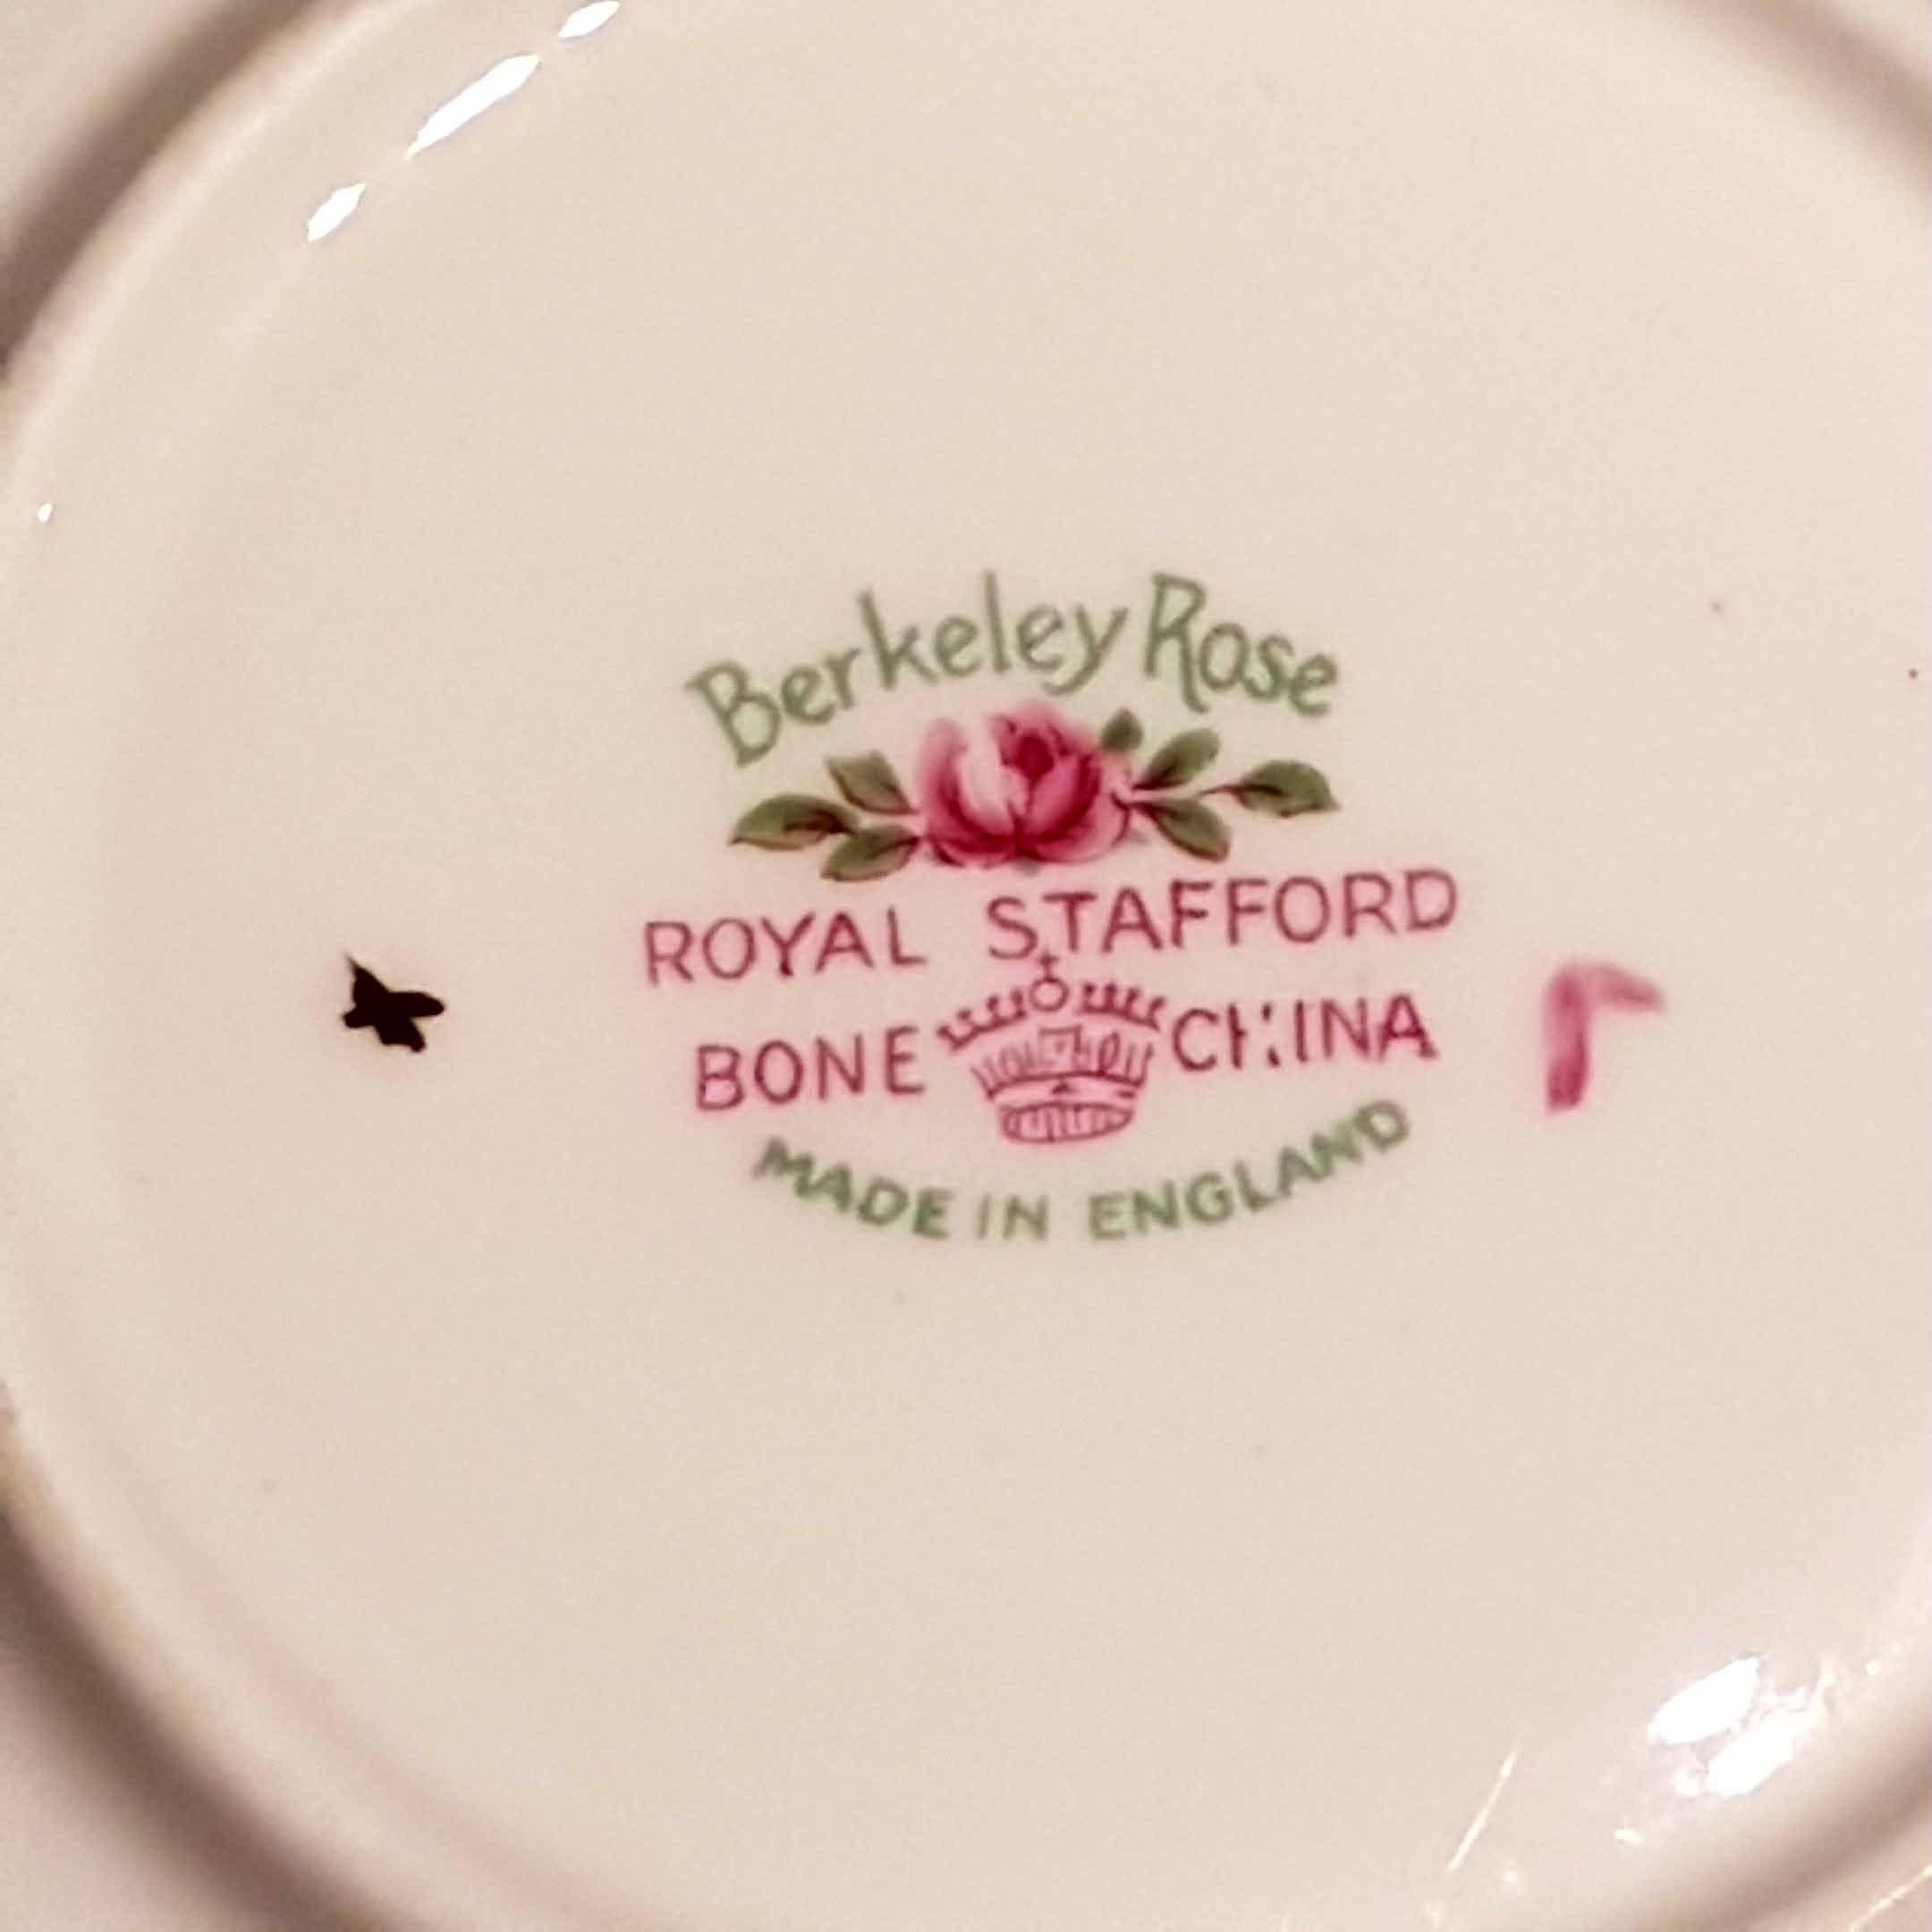 Berkeley Rose
ROYAL STAFFORD
BONE CHINA
MADE IN ENGLAND